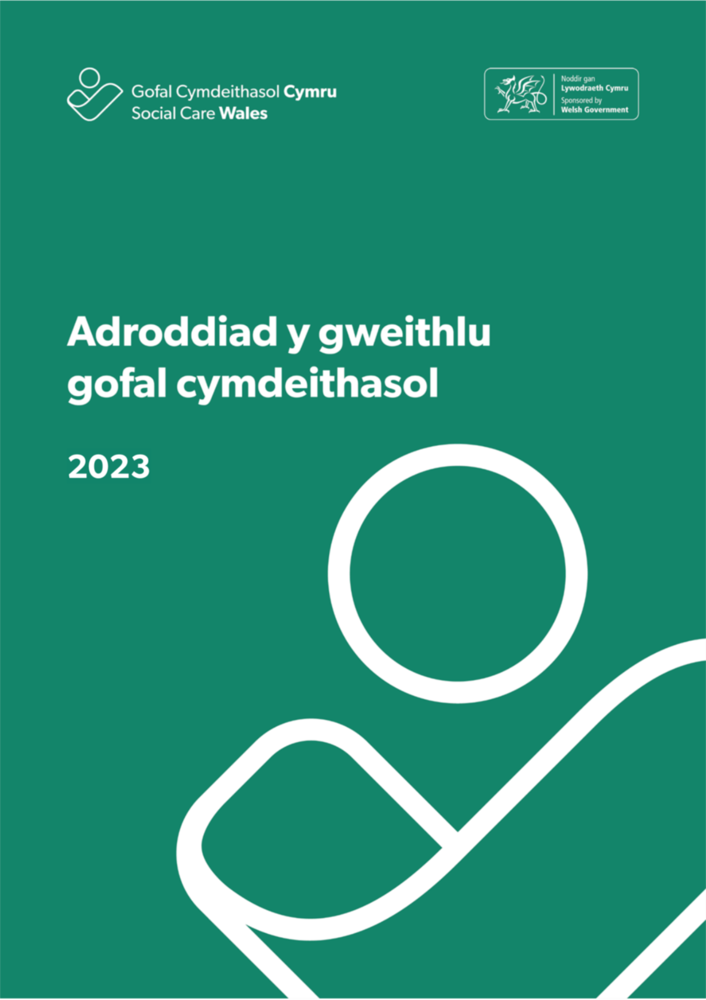 Gofal Cymdeithasol Cymru
Social Care Wales
Noddir gan
Lywodraeth Cymru
Sponsored by
Welsh Government
Adroddiad y gweithlu
gofal cymdeithasol
2023